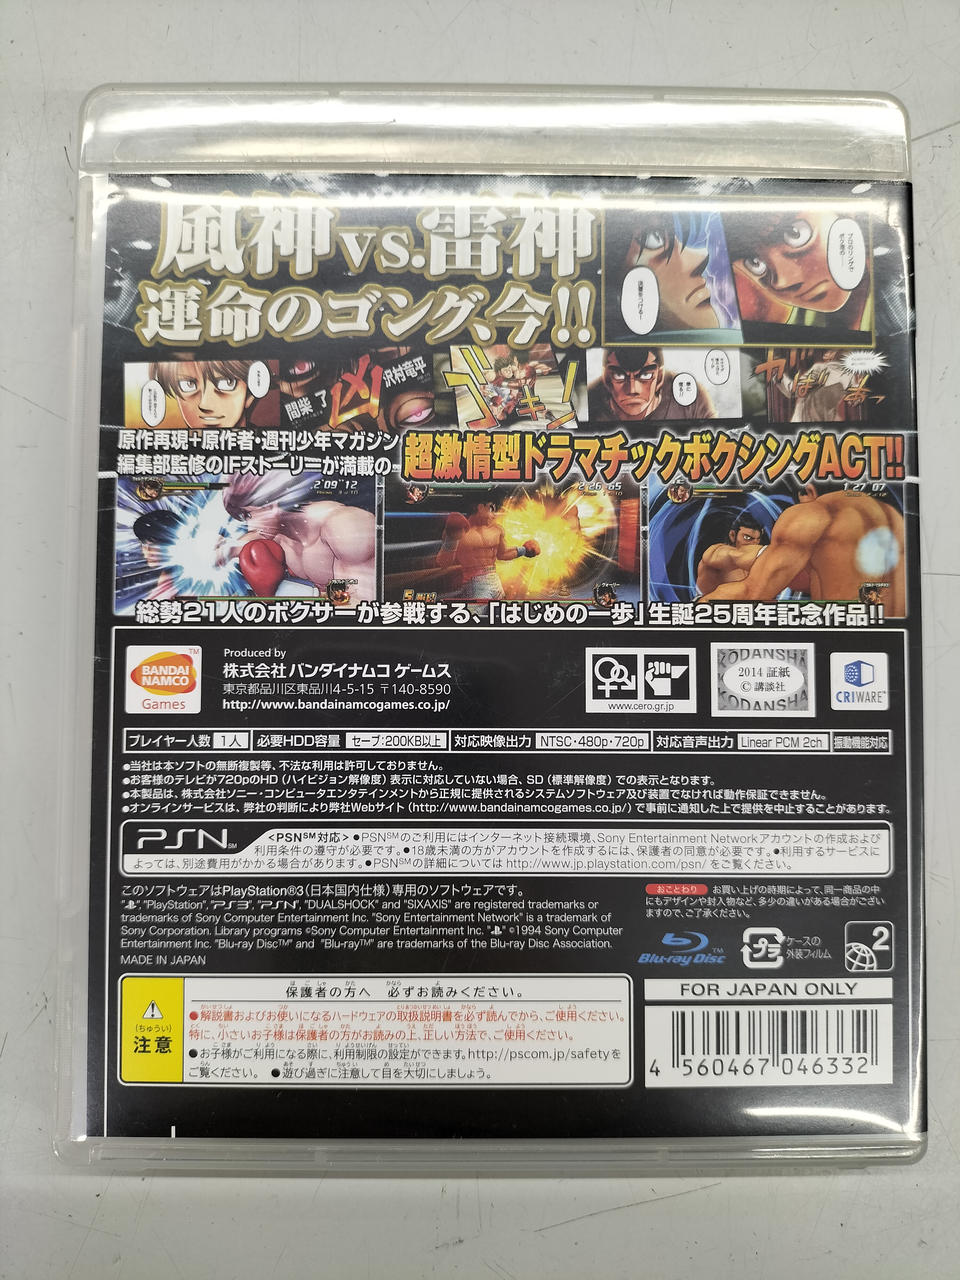 風神vs.雷神
運命のゴング、今!!
プロのリングで
決着をつける!
間柴 了
凶
沢村竜平
ゴキン
原作再現+原作者・週刊少年マガジン
編集部監修のIFストーリーが満載の
超激情型ドラマチックボクシングACT!!
2'09"12
2'26"65
1'27"07
総勢21人のボクサーが参戦する、「はじめの一歩」生誕25周年記念作品!!
BANDAI
NAMCO
Games
Produced by
株式会社 バンダイナムコ ゲームス
東京都品川区東品川4-5-15 〒140-8590
http://www.bandainamcogames.co.jp/
www.cero.gr.jp
KODANSHA
2014 証紙
© 講談社
KODANSHA
CRIWARE™
プレイヤー人数 1人 必要HDD容量 セーブ:200KB以上 対応映像出力 NTSC・480p・720p 対応音声出力 Linear PCM 2ch 振動機能対応
●当社は本ソフトの無断複製等、不法な利用は許可しておりません。
●お客様のテレビが720pのHD(ハイビジョン解像度)表示に対応していない場合、SD(標準解像度)での表示となります。
●本製品は、株式会社ソニー・コンピュータエンタテインメントから正規に提供されるシステムソフトウェア及び装置でなければ動作保証できません。
●オンラインサービスは、弊社の判断により弊社Webサイト(http://www.bandainamcogames.co.jp/)で事前に通知した上で提供を中止することがあります。
PSN℠ <PSN℠対応>●PSN℠のご利用にはインターネット接続環境、Sony Entertainment Networkアカウントの作成および
利用条件の遵守が必要です。●18歳未満の方がアカウントを作成するには、保護者の同意が必要です。●利用するサービスに
よっては、別途費用がかかる場合があります。●PSN℠の詳細については http://www.jp.playstation.com/psn/ をご覧ください。
このソフトウェアはPlayStation®3(日本国内仕様)専用のソフトウェアです。
"", "PlayStation", "PS3", "PSN", "DUALSHOCK" and "SIXAXIS" are registered trademarks or
trademarks of Sony Computer Entertainment Inc. "Sony Entertainment Network" is a trademark of
Sony Corporation. Library programs ©Sony Computer Entertainment Inc. "" ©1994 Sony Computer
Entertainment Inc. "Blu-ray Disc™" and "Blu-ray™" are trademarks of the Blu-ray Disc Association.
MADE IN JAPAN
おことわり お買い上げの時期によって、同一商品の中
にもデザインや封入物など、多少の違いがある場合がござい
ますので、ご了承ください。
Blu-ray Disc™
プラ
ケースの
外装フィルム
2
FOR JAPAN ONLY
4 560467 046332
(ちゅうい)
注意
保護者の方へ 必ずお読みください。
●解説書およびお使いになるハードウェアの取扱説明書を必ず読んでから、ご使用ください。
特に、小さいお子様は保護者の方がお読みの上、正しい方法で、ご使用ください。
●お子様がご利用になる際に、利用制限の設定ができます。http://pscom.jp/safetyを
ご覧ください。 ●遊び過ぎに注意して目を大切にしましょう。